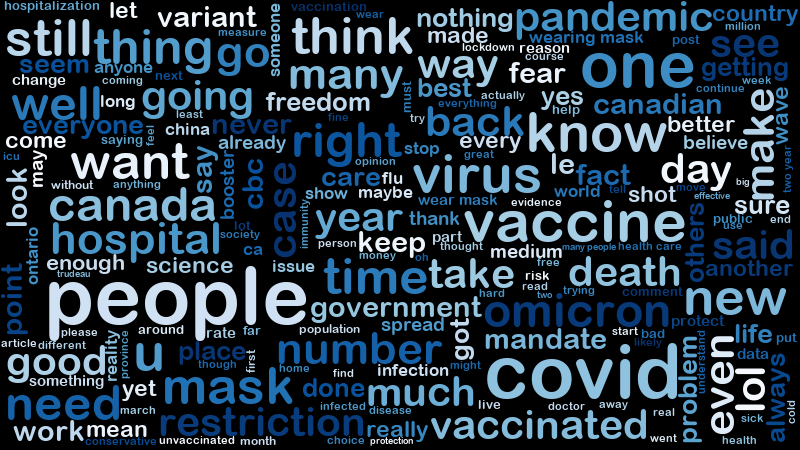 hospitalization
let
variant
vaccination
wear
nothing
pandemic
country
million
still
thing
go
measure
someone
think
made
wearing mask
post
see
lockdown
reason
course
seem
anyone
next
many
way
fear
one
getting
change
coming
going
best
actually
yes
help
canadian
continue
week
well
long
least
freedom
must
everything
everyone
feel
china
never
fine
try
back
know
better
make
wave
come
saying
already
right
stop
every
great
believe
icu
may
want
say
booster
cbc
case
opinion
care
flu
virus
le
fact
day
big
two year
look
without
anything
show
maybe
world
tell
shot
move
effective
sure
canada
lot
society
immunity
year
wear mask
evidence
thank
vaccine
others
public
use
end
ontario
hospital
ca
person
keep
part
thought
medium
many people
health care
said
enough
science
issue
money
oh
free
death
another
point
trudeau
people
time
take
risk
read
trying
new
hard
two
comment
government
omicron
protect
please
around
rate
far
population
spread
got
mandate
start
bad
likely
life
put
article
different
reality
province
u
place
though
first
number
might
infection
covid
problem
understand
even
data
good
something
yet
mask
home
find
done
much
lol
always
need
march
infected
disease
live
doctor
away
real
sick
cold
work
mean
restriction
really
vaccinated
conservative
unvaccinated
month
choice
protection
went
health